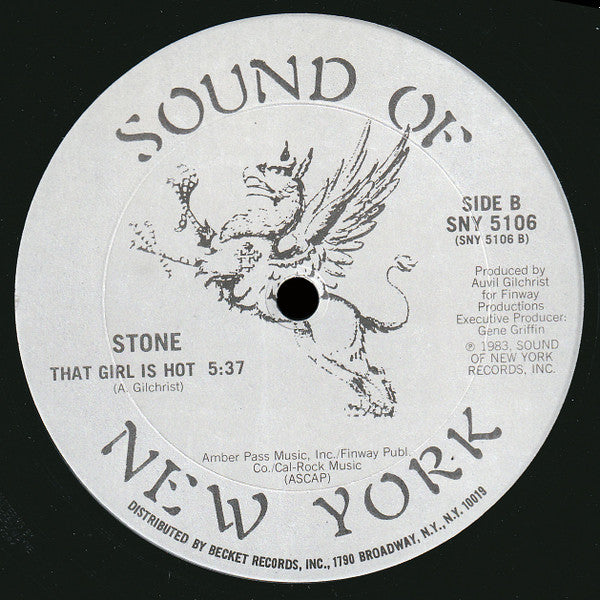 SOUND OF
SIDE B
SNY 5106
(SNY 5106 B)
Produced by
Auvil Gilchrist
for Finway
Productions
Executive Producer:
Gene Griffin
℗ 1983, SOUND
OF NEW YORK
RECORDS, INC.
STONE
THAT GIRL IS HOT 5:37
(A. Gilchrist)
Amber Pass Music, Inc./Finway Publ.
Co./Cal-Rock Music
(ASCAP)
NEW YORK
DISTRIBUTED BY BECKET RECORDS, INC., 1790 BROADWAY, N.Y., N.Y. 10019